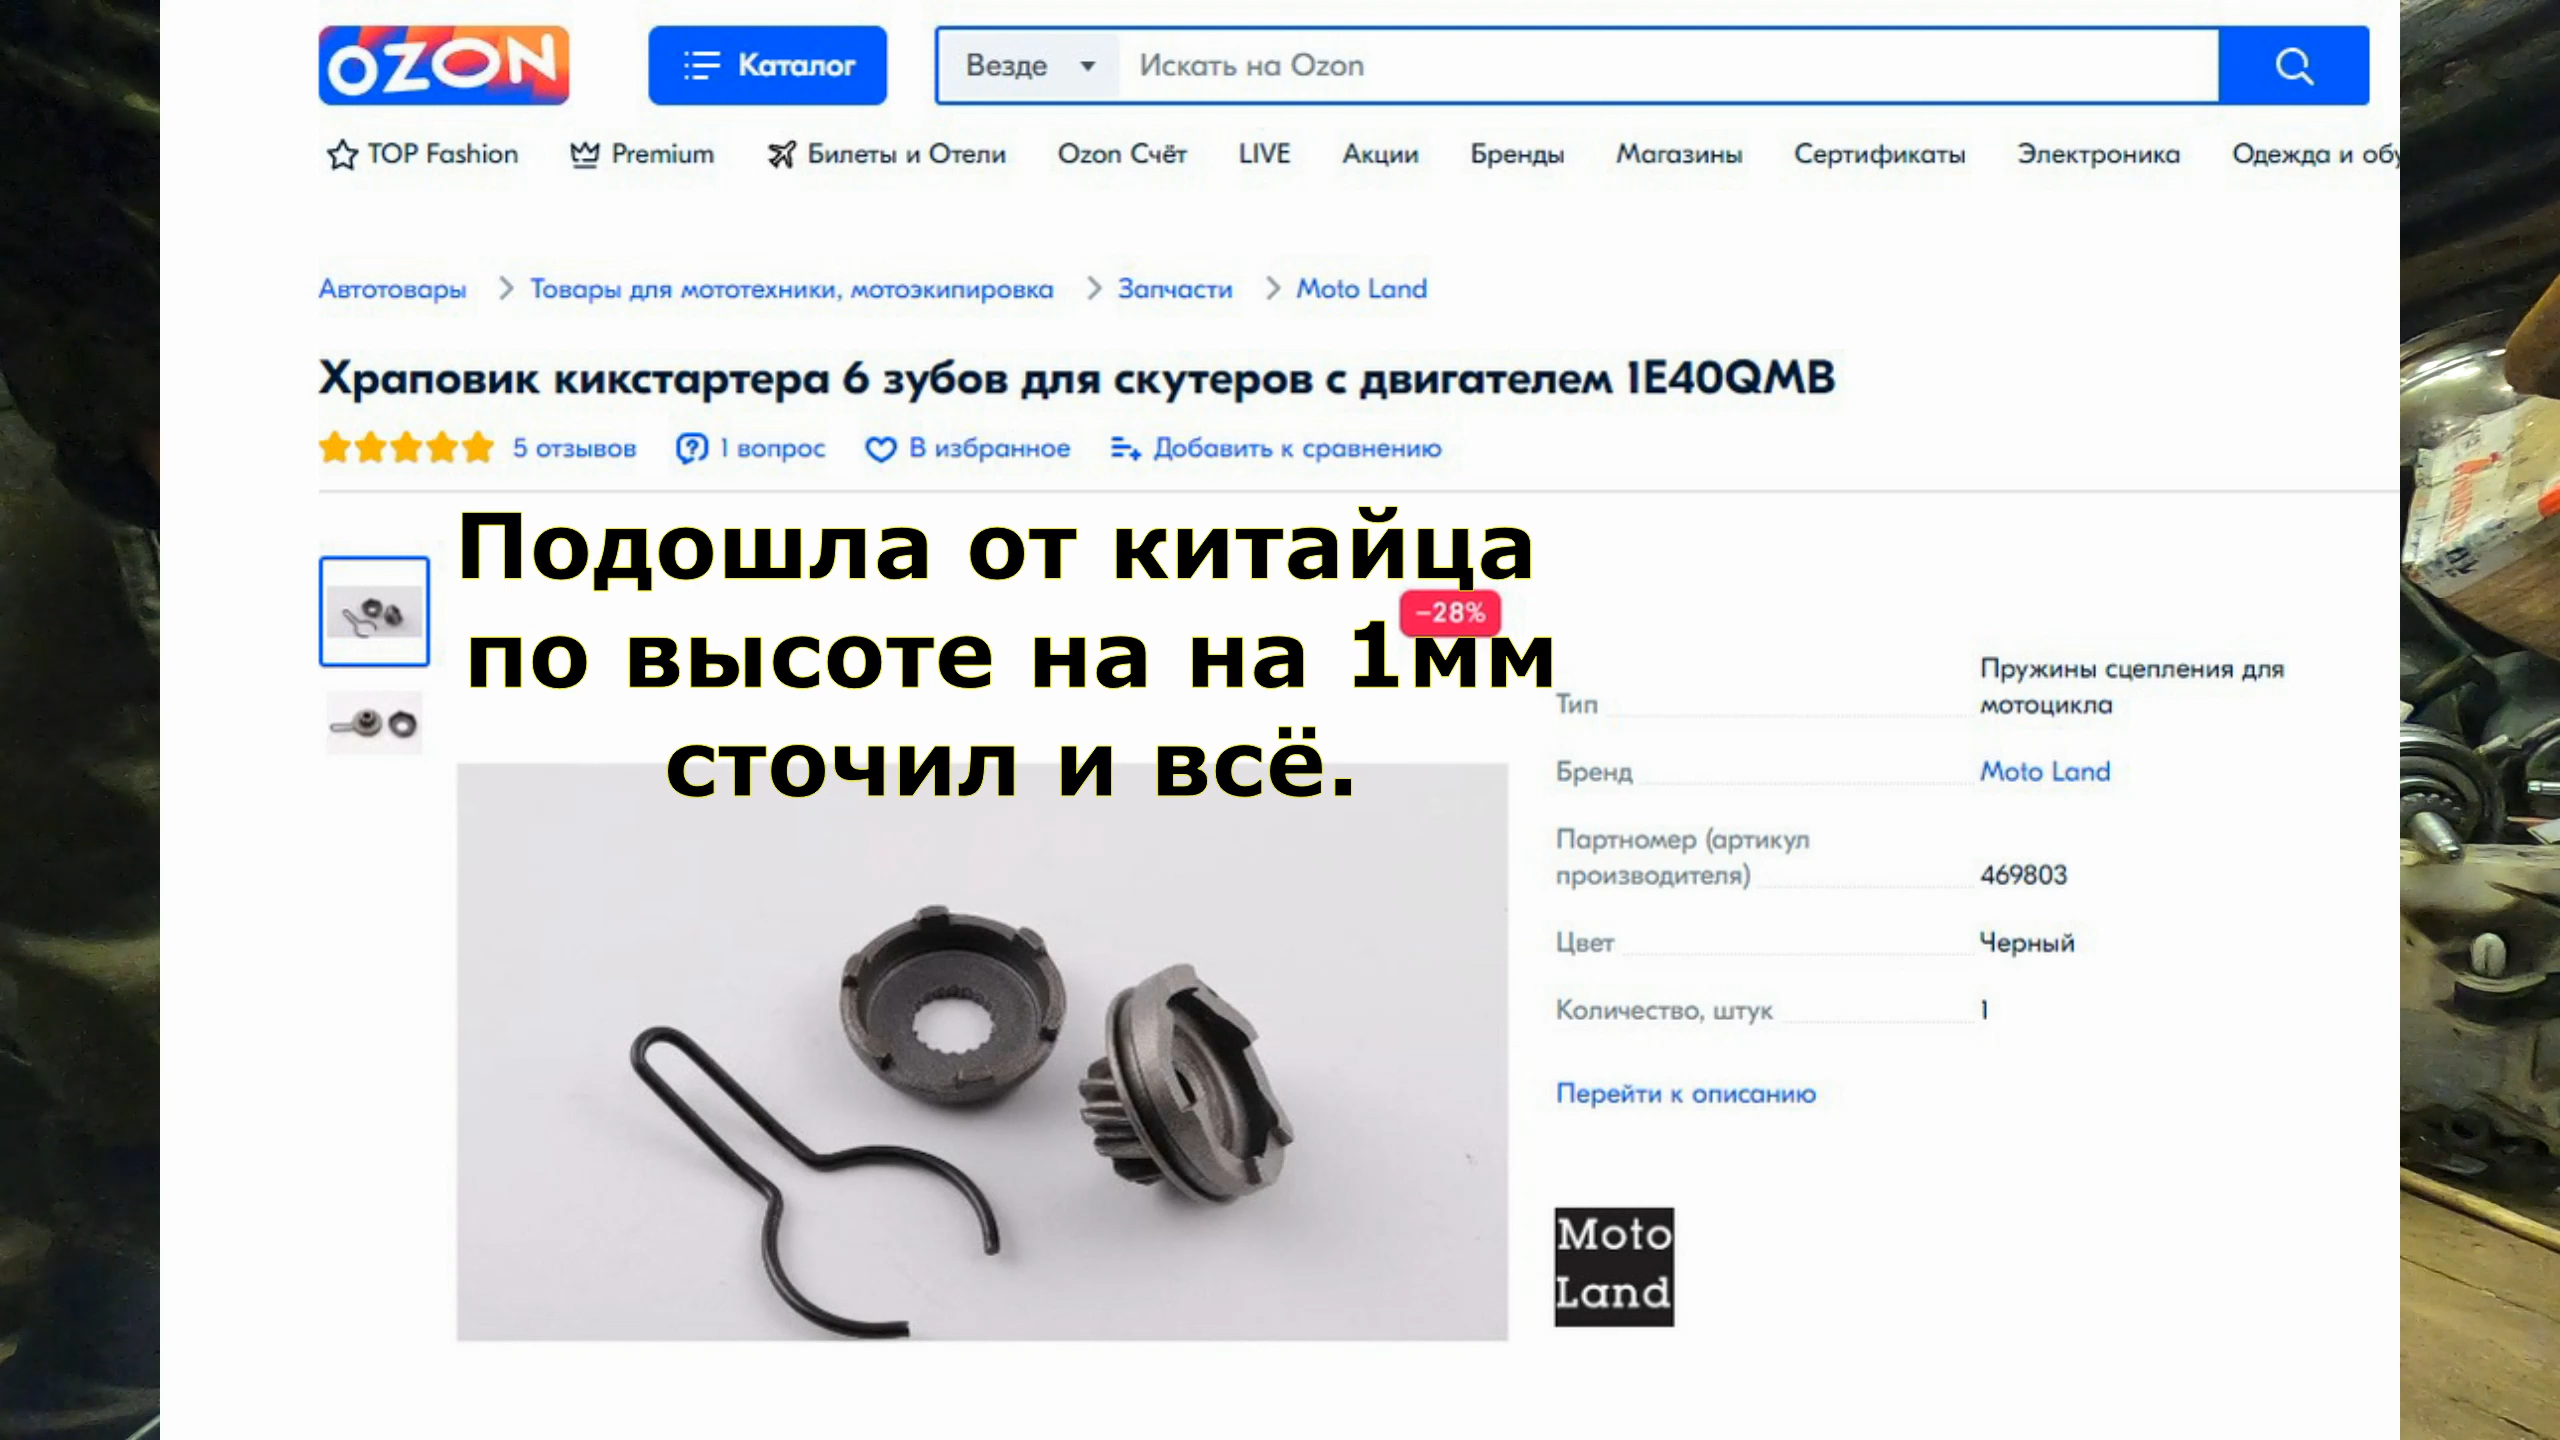 OZON
Каталог
Везде
Искать на Ozon
TOP Fashion
Premium
Билеты и Отели
Ozon Счёт
LIVE
Акции
Бренды
Магазины
Сертификаты
Электроника
Одежда и обу
Автотовары
Товары для мототехники, мотоэкипировка
Запчасти
Moto Land
Храповик кикстартера 6 зубов для скутеров с двигателем 1E40QMB
5 отзывов
1 вопрос
В избранное
Добавить к сравнению
Подошла от китайца
по высоте на на 1мм
сточил и всё.
–28%
Тип
Пружины сцепления для
мотоцикла
Бренд
Moto Land
Партномер (артикул
производителя)
469803
Цвет
Черный
Количество, штук
1
Перейти к описанию
Moto
Land